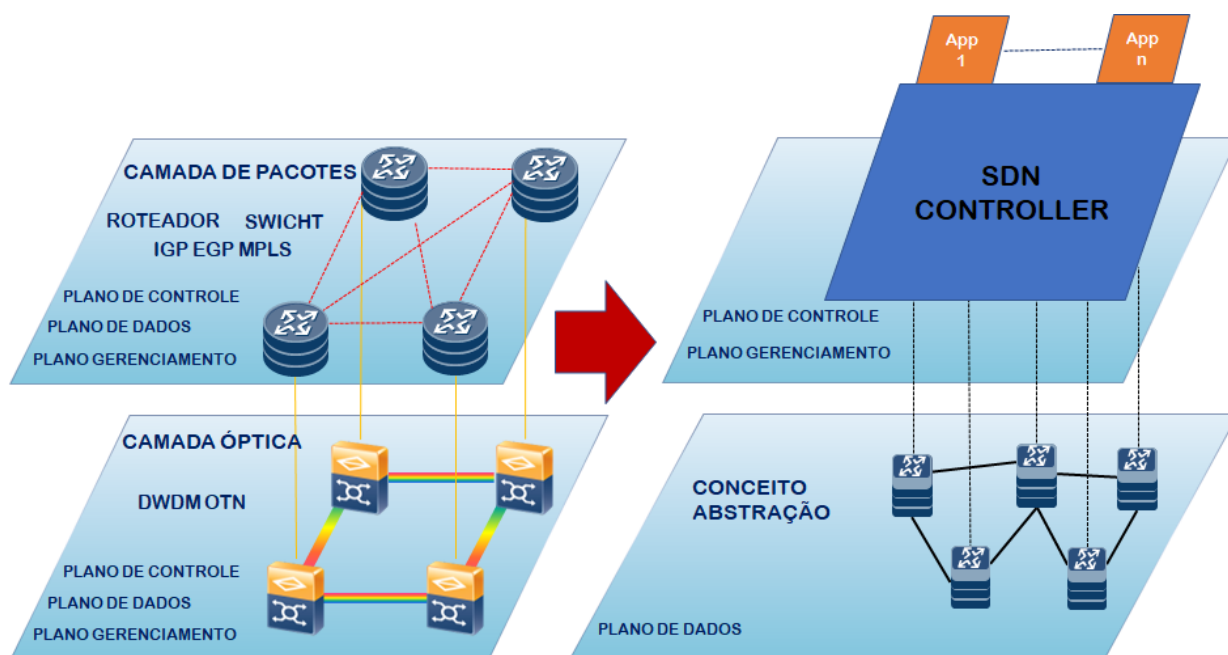 CAMADA DE PACOTES
ROTEADOR SWICHT
IGP EGP MPLS
PLANO DE CONTROLE
PLANO DE DADOS
PLANO GERENCIAMENTO
CAMADA ÓPTICA
DWDM OTN
PLANO DE CONTROLE
PLANO DE DADOS
PLANO GERENCIAMENTO
App
1
App
n
SDN
CONTROLLER
PLANO DE CONTROLE
PLANO GERENCIAMENTO
CONCEITO
ABSTRAÇÃO
PLANO DE DADOS